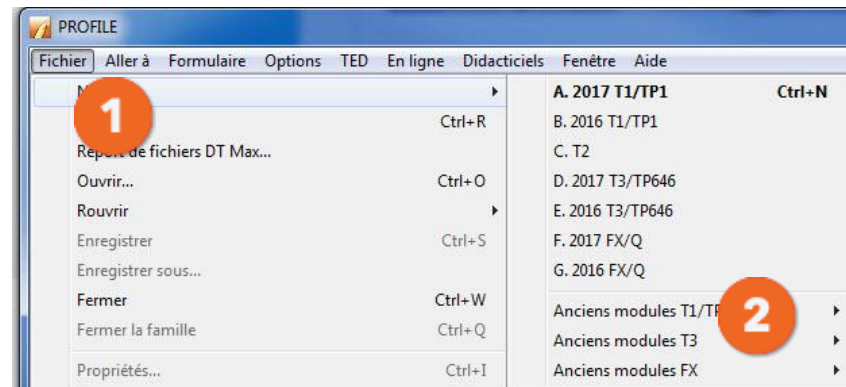 PROFILE
Fichier Aller à Formulaire Options TED En ligne Didacticiels Fenêtre Aide
A. 2017 T1/TP1 Ctrl+N
1
Ctrl+R B. 2016 T1/TP1
de fichiers DT Max... C. T2
Ouvrir... Ctrl+O D. 2017 T3/TP646
Rouvrir E. 2016 T3/TP646
Enregistrer Ctrl+S F. 2017 FX/Q
Enregistrer sous... G. 2016 FX/Q
Fermer Ctrl+W Anciens modules T1/ 2
Fermer la famille Ctrl+Q Anciens modules T3
Propriétés... Ctrl+I Anciens modules FX